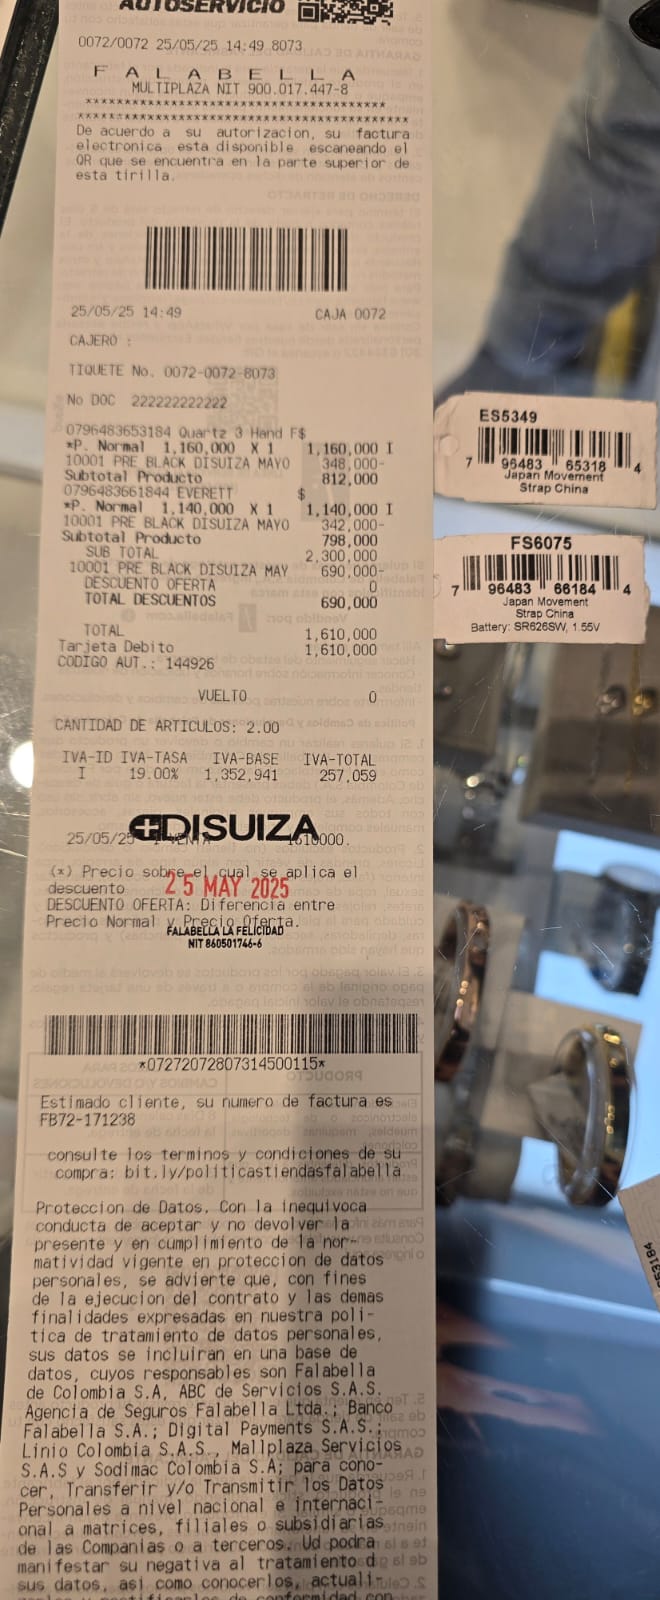 AUTOSERVICIO
0072/0072 25/05/25 14:49 8073
F A L A B E L L A
MULTIPLAZA NIT 900.017.447-8
************************************
****************************************
De acuerdo a su autorizacion, su factura
electronica esta disponible escaneando el
QR que se encuentra en la parte superior de
esta tirilla.
25/05/25 14:49 CAJA 0072
CAJERO :
TIQUETE No. 0072-0072-8073
No DOC 222222222222
0796483653184 Quartz 3 Hand F$
*P. Normal 1,160,000 X 1 1,160,000 I
10001 PRE BLACK DISUIZA MAYO 348,000-
Subtotal Producto 812,000
0796483661844 EVERETT $
*P. Normal 1,140,000 X 1 1,140,000 I
10001 PRE BLACK DISUIZA MAYO 342,000-
Subtotal Producto 798,000
SUB TOTAL 2,300,000
10001 PRE BLACK DISUIZA MAY 690,000-
DESCUENTO OFERTA 0
TOTAL DESCUENTOS 690,000
TOTAL 1,610,000
Tarjeta Debito 1,610,000
CODIGO AUT.: 144926
VUELTO 0
CANTIDAD DE ARTICULOS: 2.00
IVA-ID IVA-TASA IVA-BASE IVA-TOTAL
I 19.00% 1,352,941 257,059
DISUIZA
25/05/25 VENTA 1610000.
(*) Precio sobre el cual se aplica el
descuento
25 MAY 2025
DESCUENTO OFERTA: Diferencia entre
Precio Normal y Precio Oferta.
FALABELLA LA FELICIDAD
NIT 860501746-6
*07272072807314500115*
Estimado cliente, su numero de factura es
FB72-171238
consulte los terminos y condiciones de su
compra: bit.ly/politicastiendasfalabella
Proteccion de Datos. Con la inequivoca
conducta de aceptar y no devolver la
presente y en cumplimiento de la nor-
matividad vigente en proteccion de datos
personales, se advierte que, con fines
de la ejecucion del contrato y las demas
finalidades expresadas en nuestra poli-
tica de tratamiento de datos personales,
sus datos se incluiran en una base de
datos, cuyos responsables son Falabella
de Colombia S.A, ABC de Servicios S.A.S.
Agencia de Seguros Falabella Ltda.; Banco
Falabella S.A.; Digital Payments S.A.S.;
Linio Colombia S.A.S., Mallplaza Servicios
S.A.S y Sodimac Colombia S.A; para cono-
cer, Transferir y/o Transmitir los Datos
Personales a nivel nacional e internaci-
onal a matrices, filiales o subsidiarias
de las Companias o a terceros. Ud podra
manifestar su negativa al tratamiento d
sus datos, asi como conocerlos, actuali-
ES5349
7 96483 65318 4
Japan Movement
Strap China
FS6075
7 96483 66184 4
Japan Movement
Strap China
Battery: SR626SW, 1.55V
53184